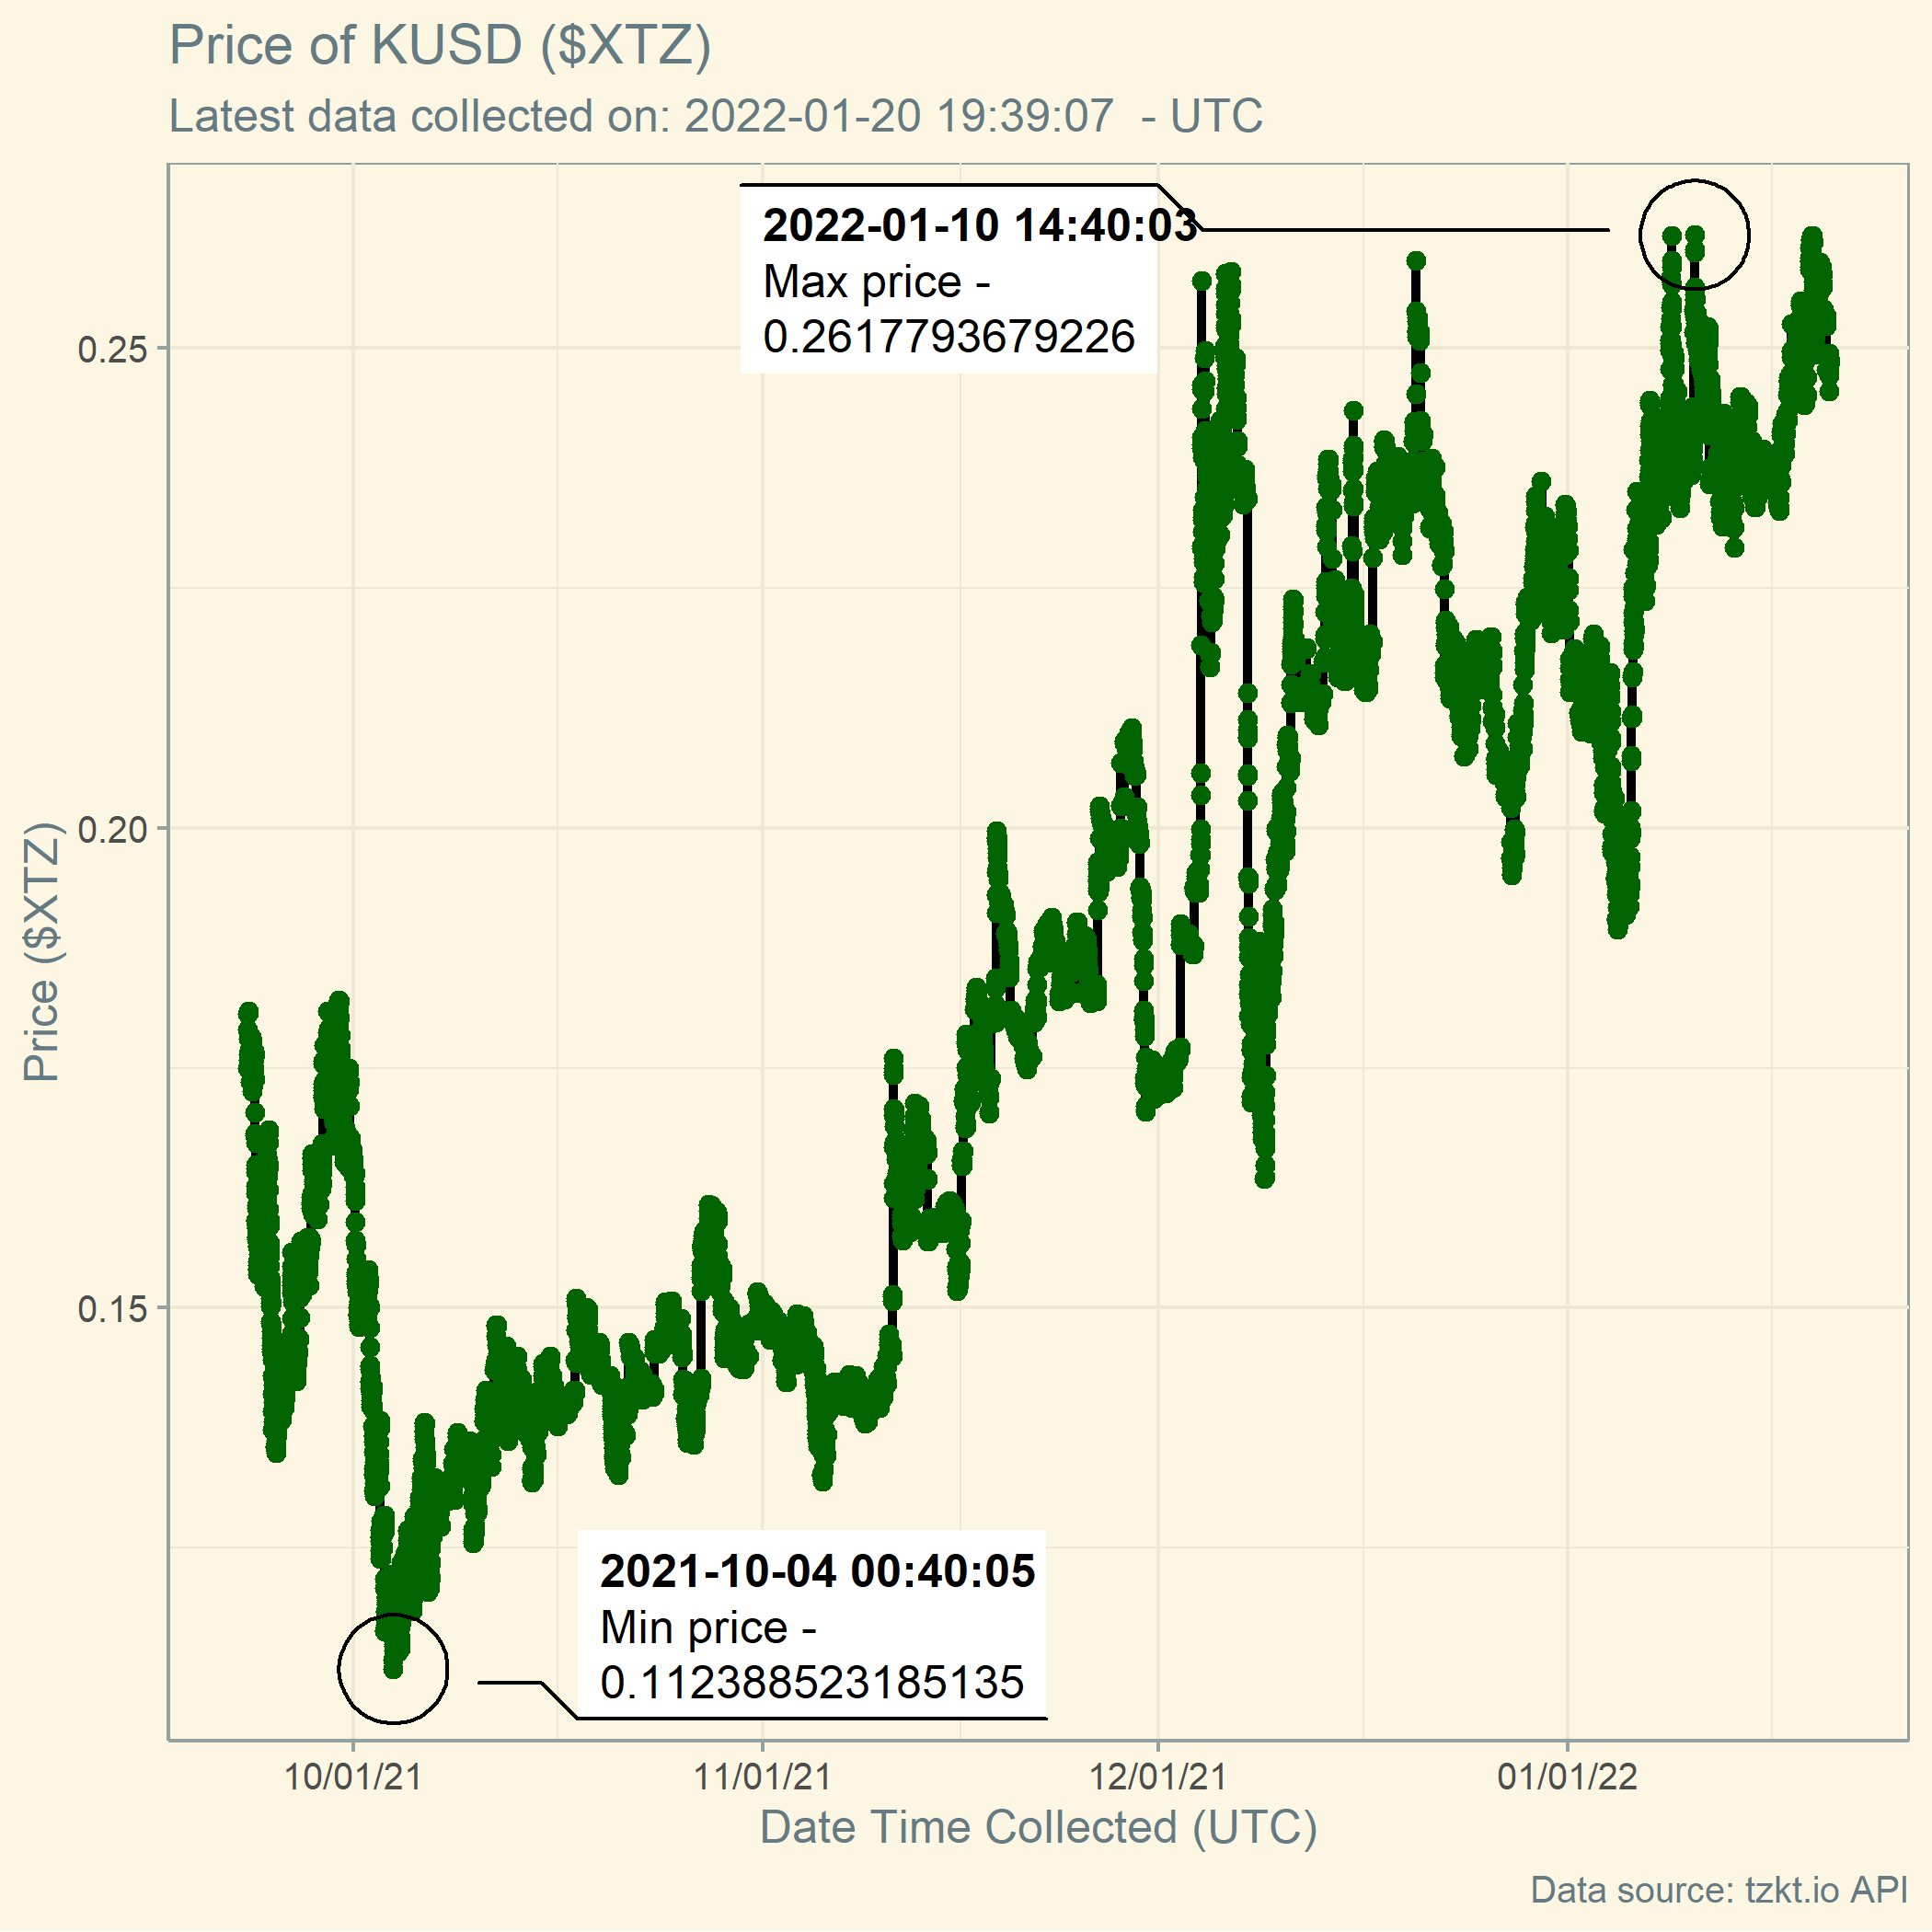 Price of KUSD ($XTZ)
Latest data collected on: 2022-01-20 19:39:07  - UTC
2022-01-10 14:40:03
Max price -
0.2617793679226
0.25
0.20
0.15
Price ($XTZ)
2021-10-04 00:40:05
Min price -
0.112388523185135
10/01/21
11/01/21
12/01/21
01/01/22
Date Time Collected (UTC)
Data source: tzkt.io API